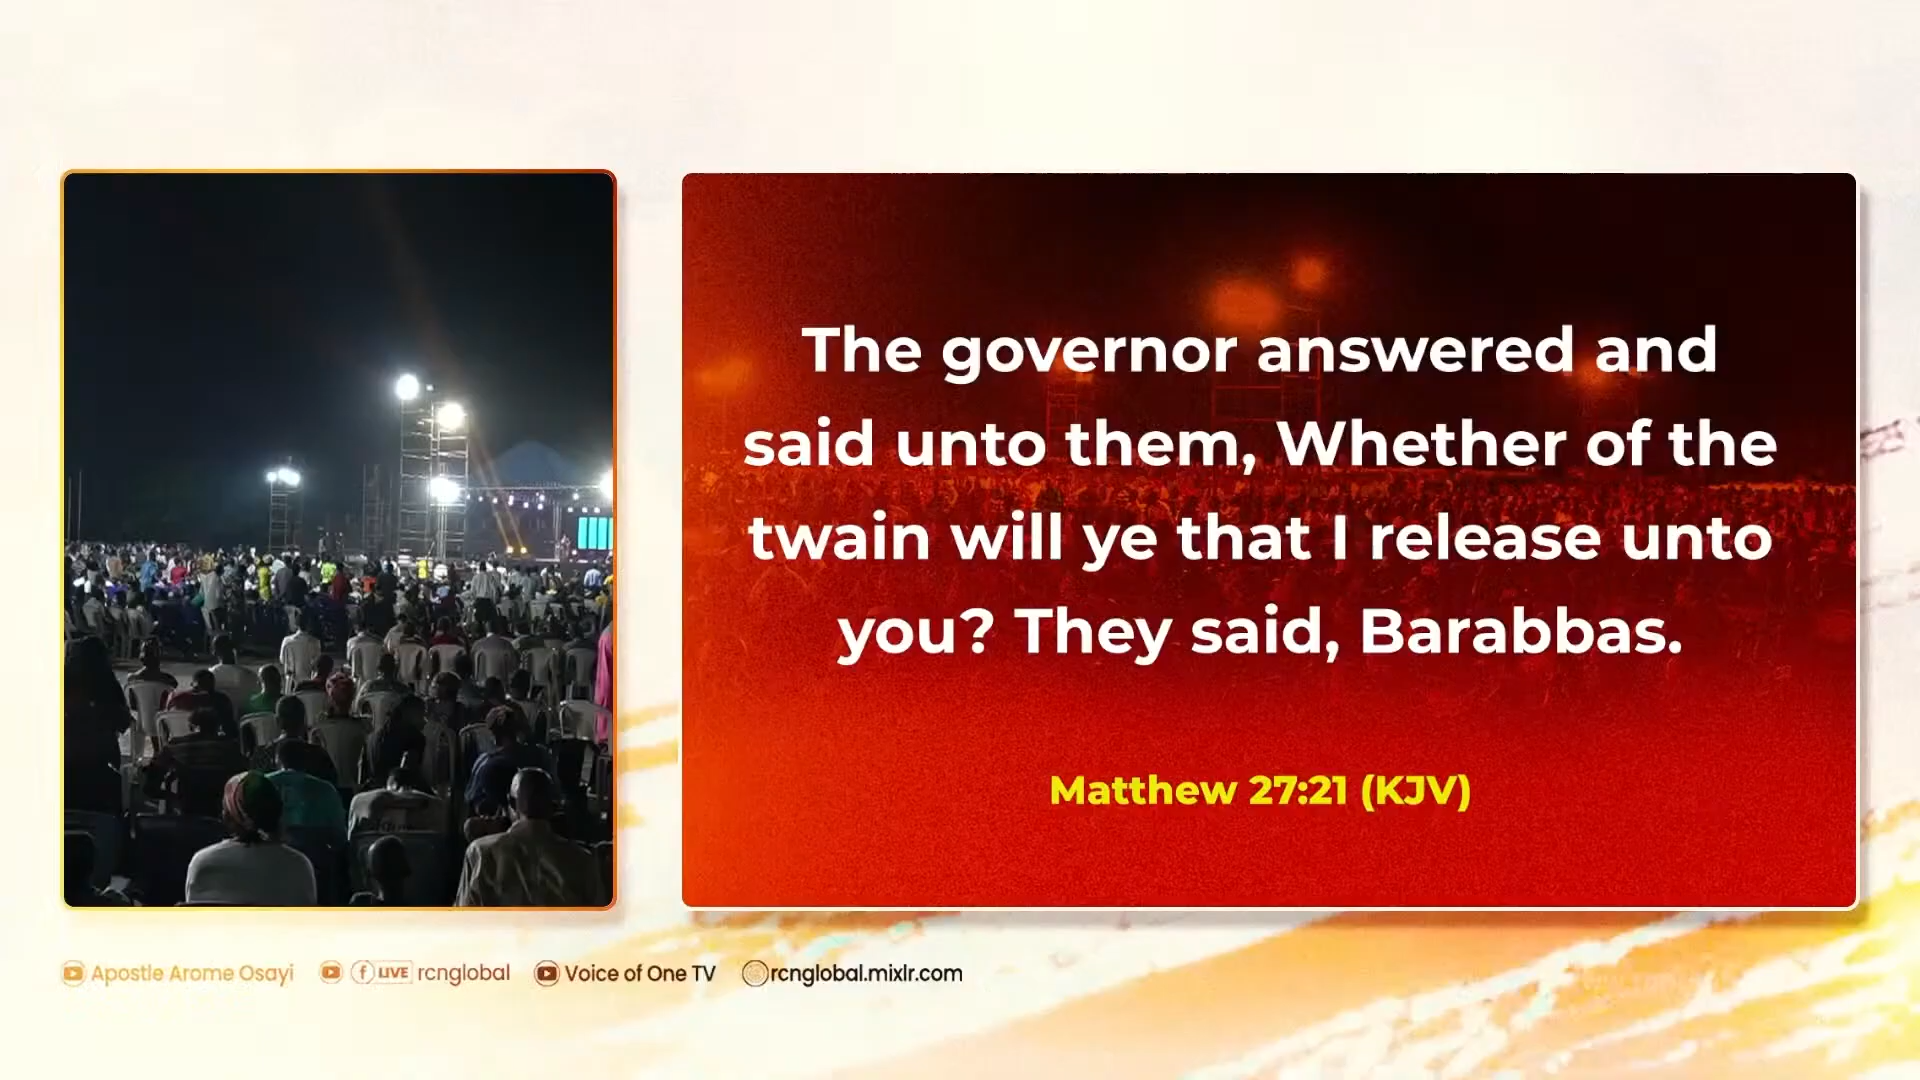 The governor answered and
said unto them, Whether of the
twain will ye that I release unto
you? They said, Barabbas.
Matthew 27:21 (KJV)
Apostle Arome Osayi LIVE rcnglobal Voice of One TV rcnglobal.mixlr.com